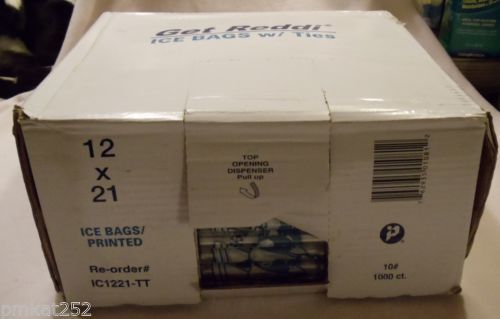 Get Reddi®
ICE BAGS w/ Ties
12
x
21
ICE BAGS/
PRINTED
Re-order#
IC1221-TT
TOP
OPENING
DISPENSER
Pull up
10#
1000 ct.
pmkat252